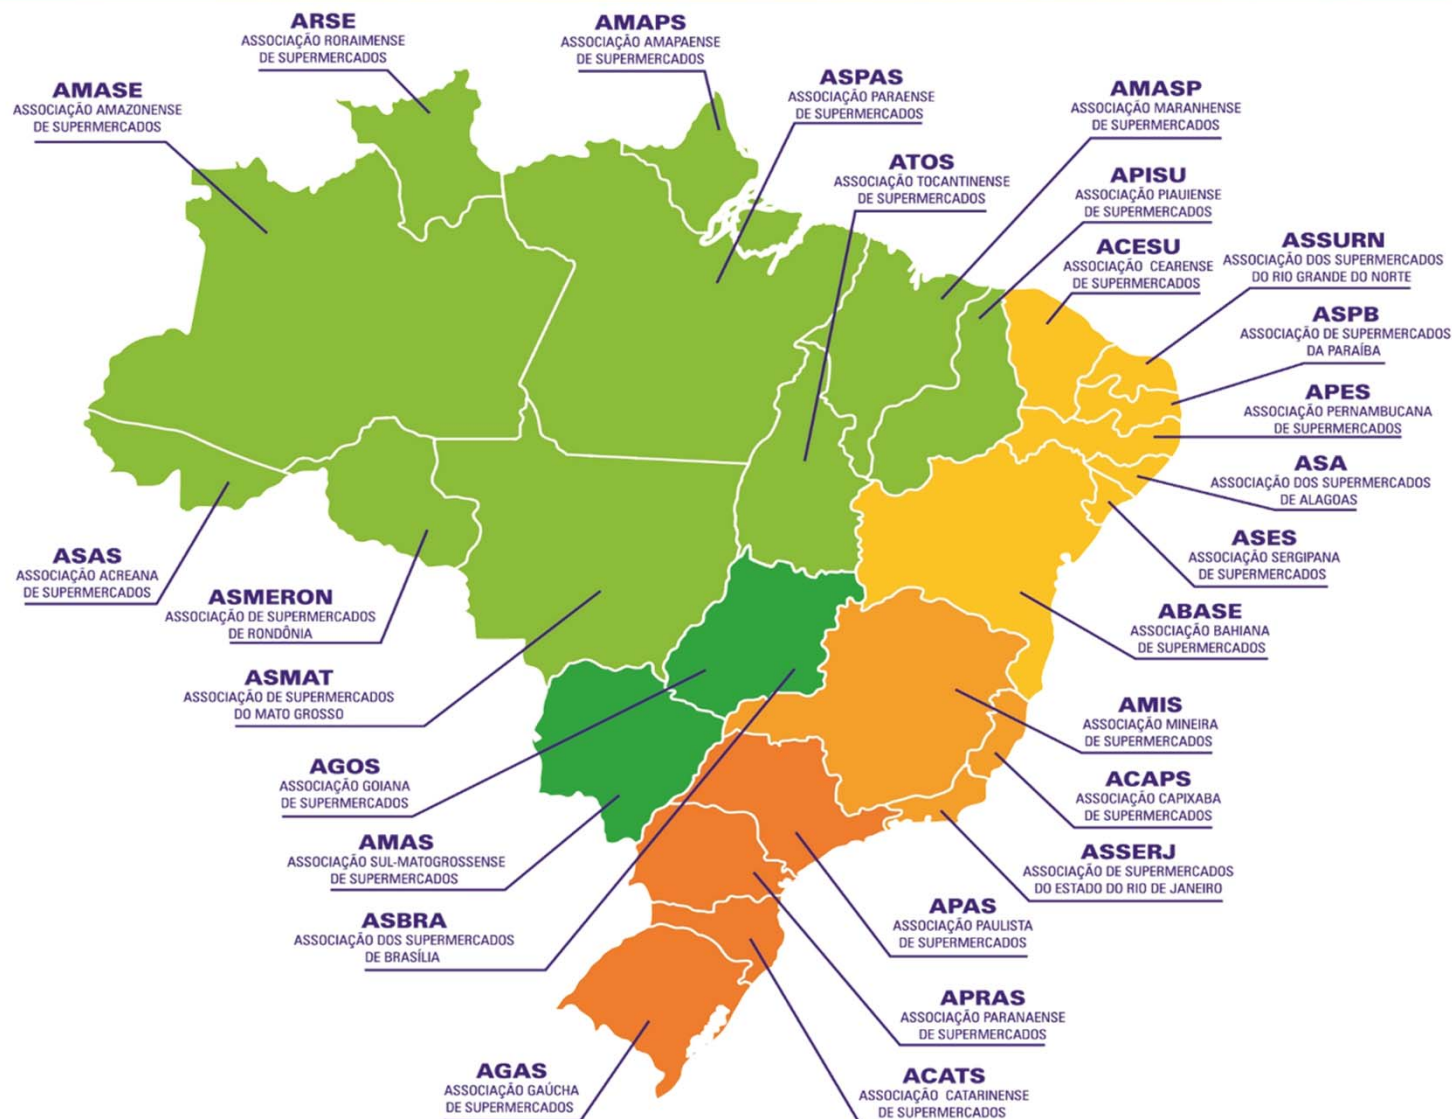 ARSE
ASSOCIAÇÃO RORAIMENSE
DE SUPERMERCADOS
AMAPS
ASSOCIAÇÃO AMAPAENSE
DE SUPERMERCADOS
AMASE
ASSOCIAÇÃO AMAZONENSE
DE SUPERMERCADOS
ASPAS
ASSOCIAÇÃO PARAENSE
DE SUPERMERCADOS
AMASP
ASSOCIAÇÃO MARANHENSE
DE SUPERMERCADOS
ATOS
ASSOCIAÇÃO TOCANTINENSE
DE SUPERMERCADOS
APISU
ASSOCIAÇÃO PIAUIENSE
DE SUPERMERCADOS
ACESU
ASSOCIAÇÃO CEARENSE
DE SUPERMERCADOS
ASSURN
ASSOCIAÇÃO DOS SUPERMERCADOS
DO RIO GRANDE DO NORTE
ASPB
ASSOCIAÇÃO DE SUPERMERCADOS
DA PARAÍBA
APES
ASSOCIAÇÃO PERNAMBUCANA
DE SUPERMERCADOS
ASA
ASSOCIAÇÃO DOS SUPERMERCADOS
DE ALAGOAS
ASES
ASSOCIAÇÃO SERGIPANA
DE SUPERMERCADOS
ABASE
ASSOCIAÇÃO BAHIANA
DE SUPERMERCADOS
ASAS
ASSOCIAÇÃO ACREANA
DE SUPERMERCADOS
ASMERON
ASSOCIAÇÃO DE SUPERMERCADOS
DE RONDÔNIA
ASMAT
ASSOCIAÇÃO DE SUPERMERCADOS
DO MATO GROSSO
AGOS
ASSOCIAÇÃO GOIANA
DE SUPERMERCADOS
AMAS
ASSOCIAÇÃO SUL-MATOGROSSENSE
DE SUPERMERCADOS
ASBRA
ASSOCIAÇÃO DOS SUPERMERCADOS
DE BRASÍLIA
AMIS
ASSOCIAÇÃO MINEIRA
DE SUPERMERCADOS
ACAPS
ASSOCIAÇÃO CAPIXABA
DE SUPERMERCADOS
ASSERJ
ASSOCIAÇÃO DE SUPERMERCADOS
DO ESTADO DO RIO DE JANEIRO
APAS
ASSOCIAÇÃO PAULISTA
DE SUPERMERCADOS
APRAS
ASSOCIAÇÃO PARANAENSE
DE SUPERMERCADOS
ACATS
ASSOCIAÇÃO CATARINENSE
DE SUPERMERCADOS
AGAS
ASSOCIAÇÃO GAÚCHA
DE SUPERMERCADOS